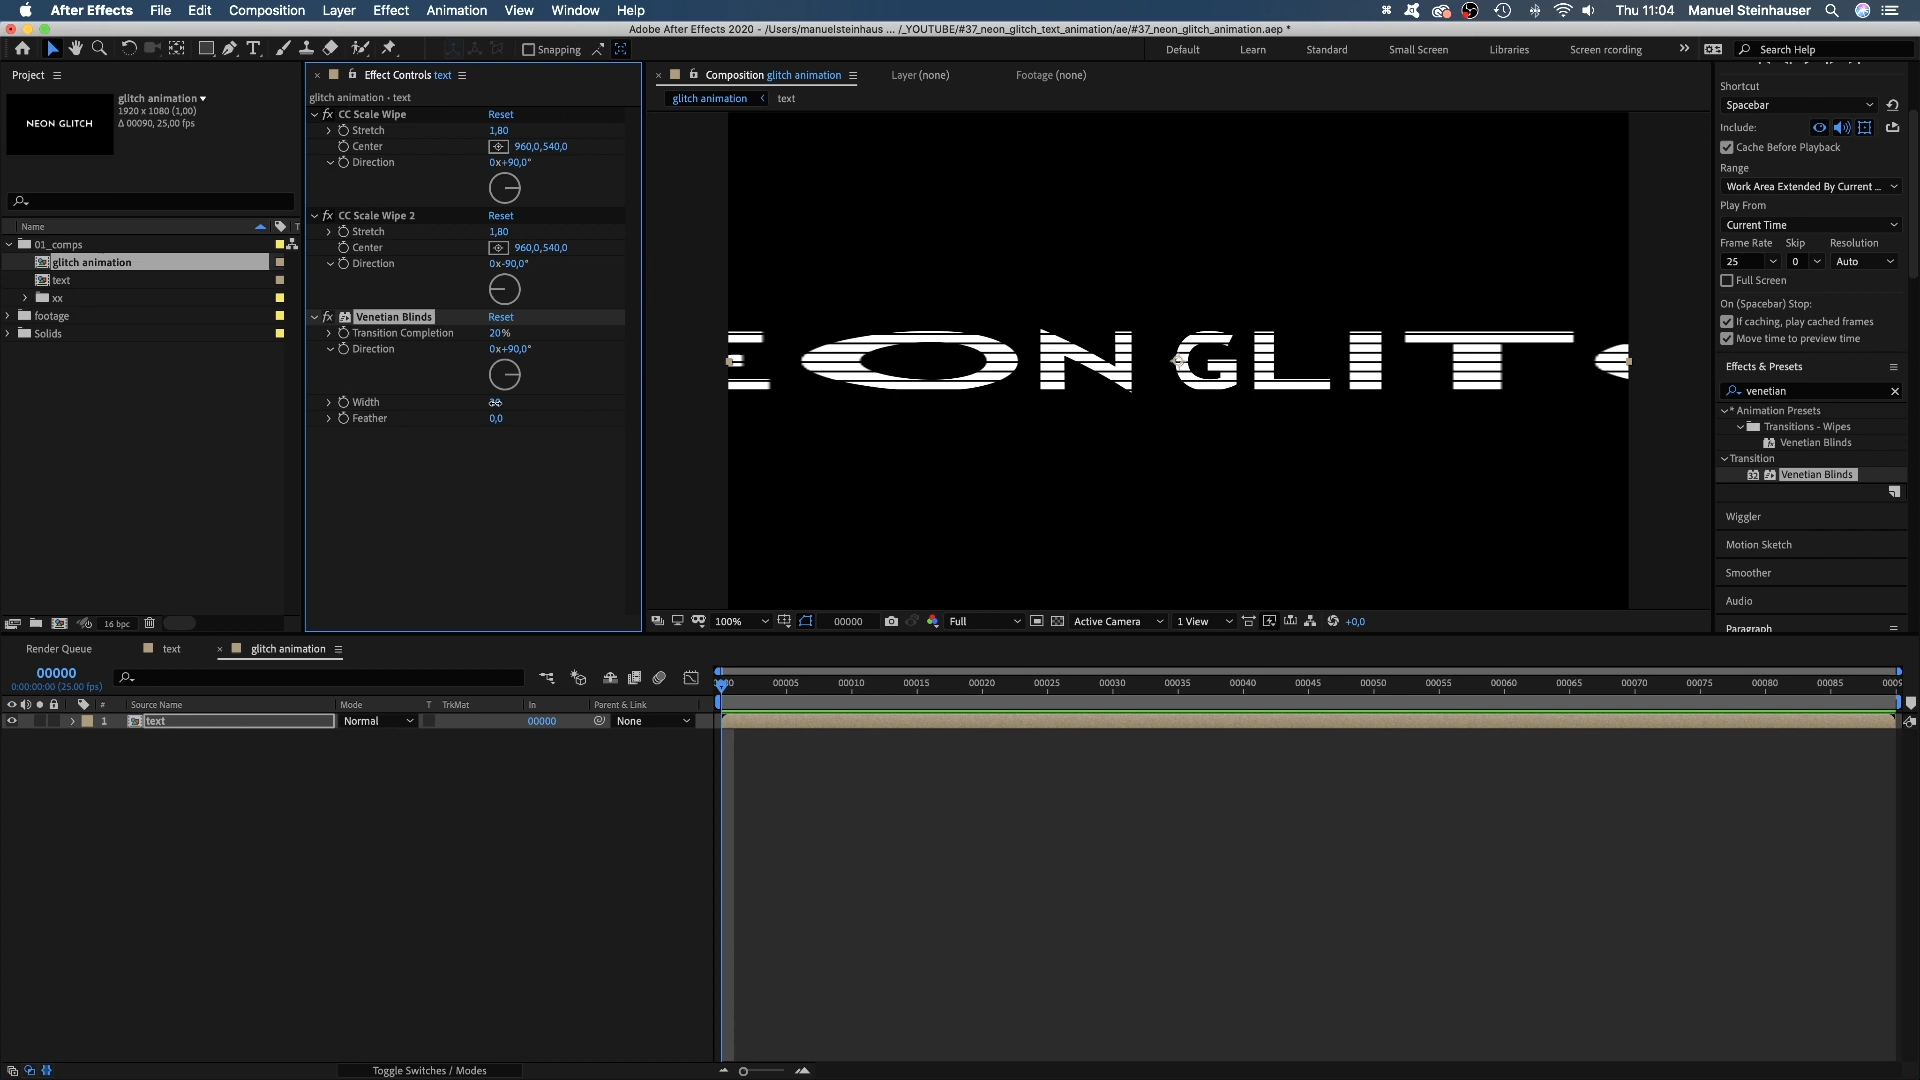 After Effects File Edit Composition Layer Effect Animation View Window Help
Thu 11:04 Manuel Steinhauser
Adobe After Effects 2020 - /Users/manuelsteinhaus ... /_YOUTUBE/#37_neon_glitch_text_animation/ae/#37_neon_glitch_animation.aep *
Snapping
Default Learn Standard Small Screen Libraries Screen rcording
Search Help
Project
glitch animation
1920 x 1080 (1,00)
Δ 00090, 25,00 fps)
NEON GLITCH
Name
01_comps
glitch animation
text
xx
footage
Solids
16 bpc
Effect Controls text
glitch animation • text
fx CC Scale Wipe Reset
Stretch 1,80
Center 960,0,540,0
Direction 0x+90,0°
fx CC Scale Wipe 2 Reset
Stretch 1,80
Center 960,0,540,0
Direction 0x-90,0°
fx Venetian Blinds Reset
Transition Completion 20%
Direction 0x+90,0°
Width
Feather 0,0
Composition glitch animation
Layer (none)
Footage (none)
glitch animation text
EON GLITC
100% 00000 Full Active Camera 1 View +0,0
Shortcut
Spacebar
Include:
Cache Before Playback
Range
Work Area Extended By Current ...
Play From
Current Time
Frame Rate Skip Resolution
25 0 Auto
Full Screen
On (Spacebar) Stop:
If caching, play cached frames
Move time to preview time
Effects & Presets
venetian
* Animation Presets
Transitions - Wipes
Venetian Blinds
Transition
32 Venetian Blinds
Wiggler
Motion Sketch
Smoother
Audio
Paragraph
Render Queue text glitch animation
00000
0:00:00:00 (25.00 fps)
00005 00010 00015 00020 00025 00030 00035 00040 00045 00050 00055 00060 00065 00070 00075 00080 00085
# Source Name Mode T TrkMat In Parent & Link
1 text Normal 00000 None
Toggle Switches / Modes